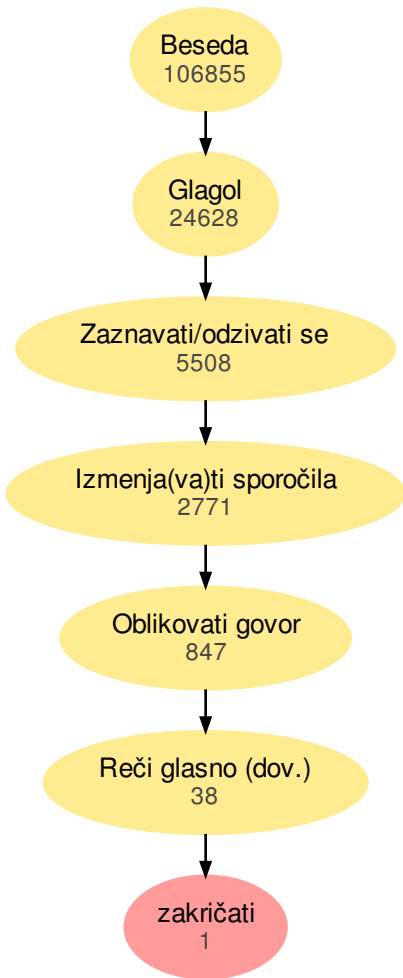 Beseda
106855
Glagol
24628
Zaznavati/odzivati se
5508
Izmenja(va)ti sporočila
2771
Oblikovati govor
847
Reči glasno (dov.)
38
zakričati
1